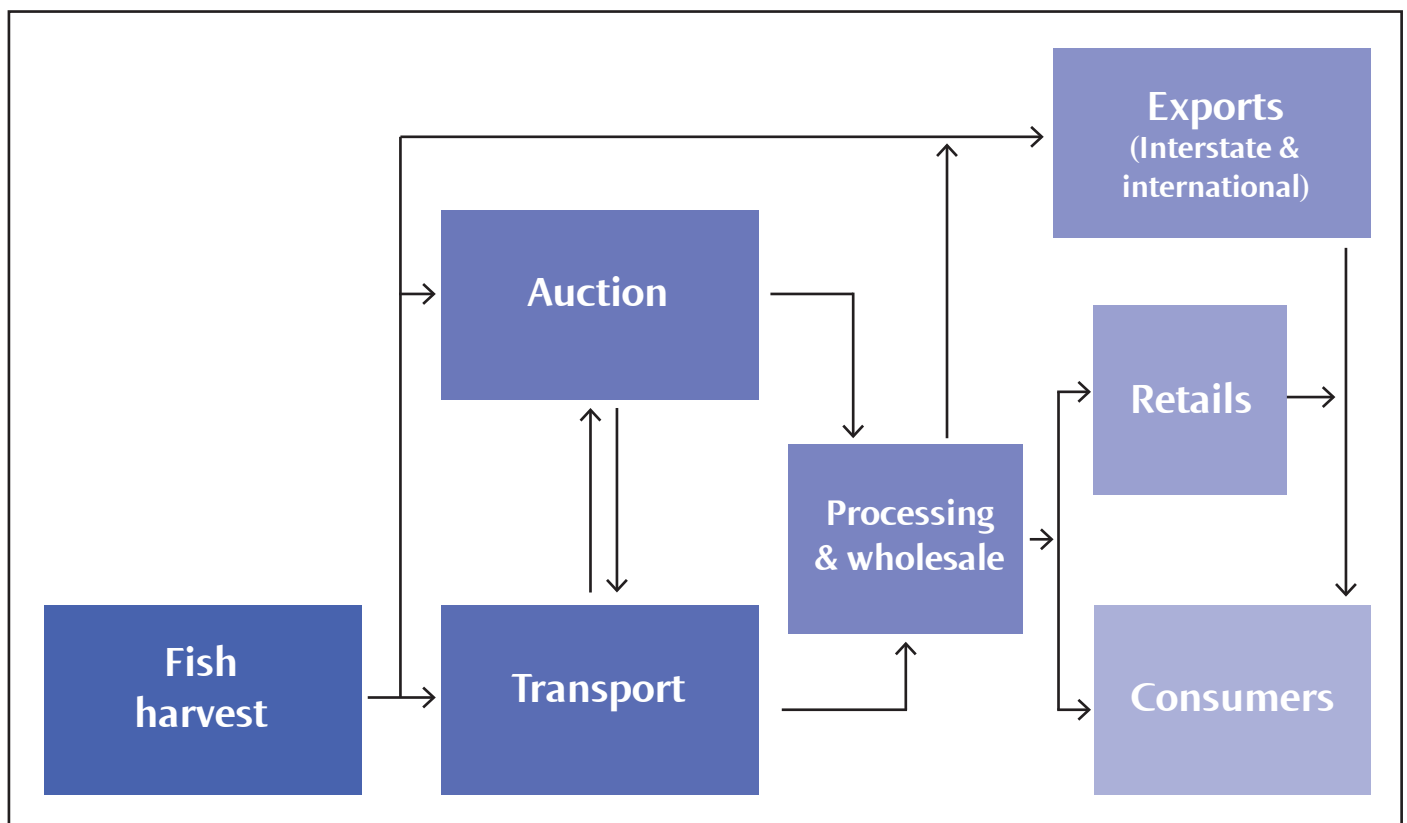 Exports
(Interstate &
international)
Auction
Retails
Processing
& wholesale
Fish
harvest
Transport
Consumers